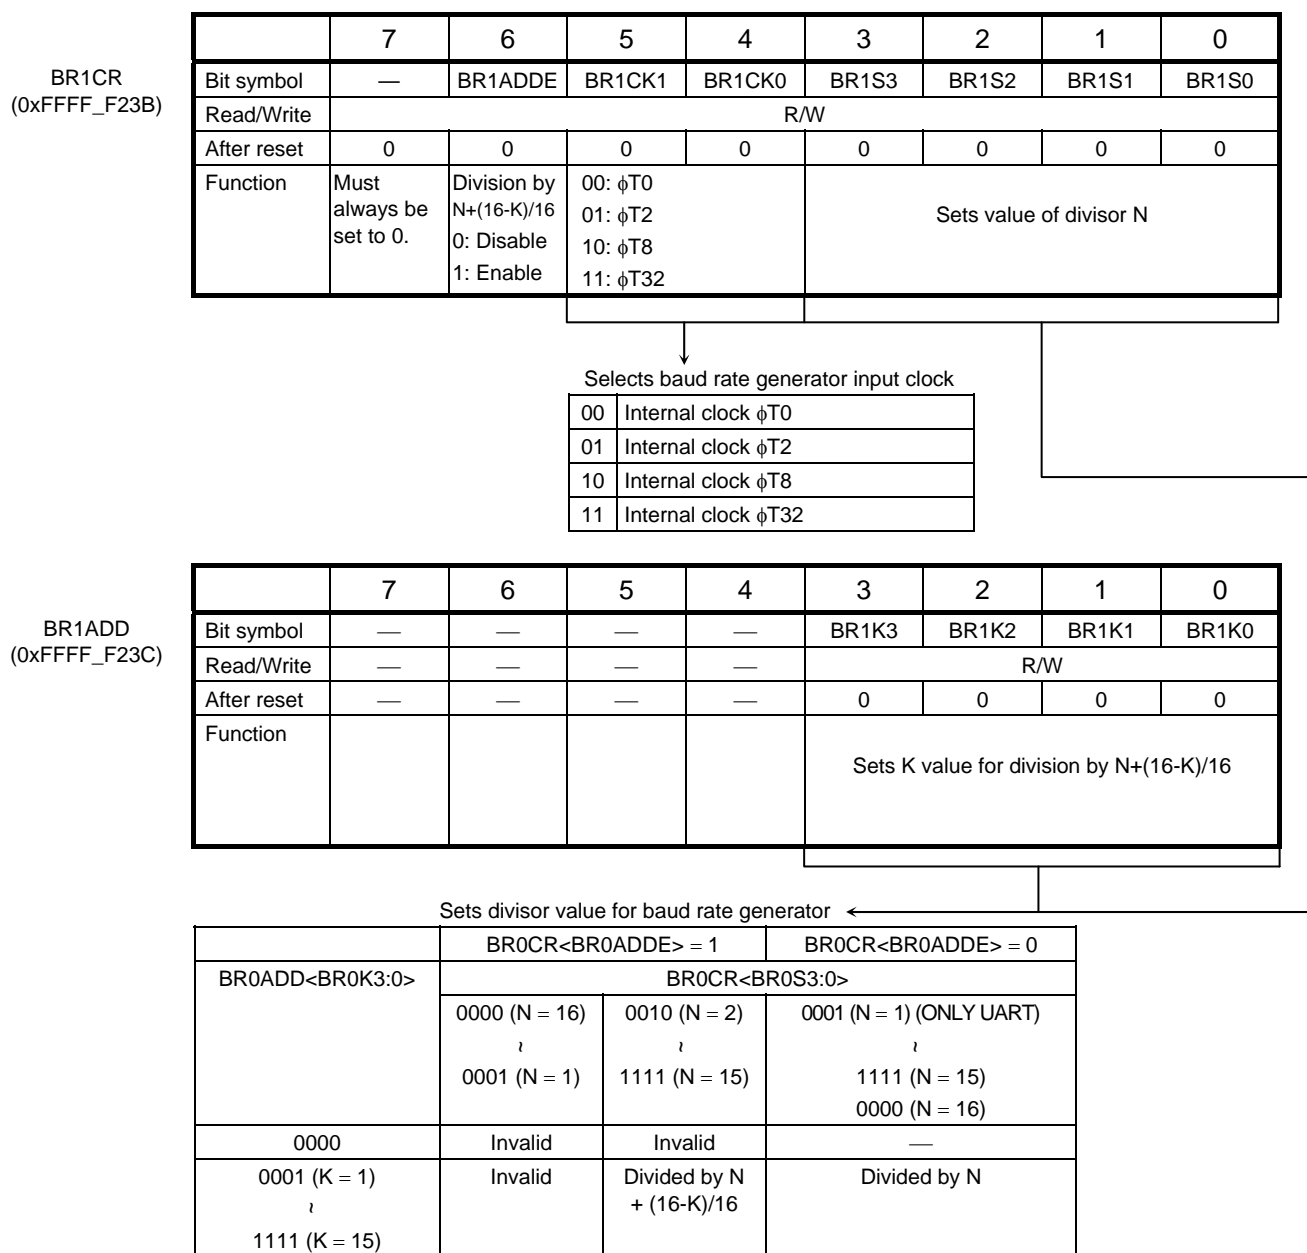 7 6 5 4 3 2 1 0
BR1CR
(0xFFFF_F23B)
Bit symbol — BR1ADDE BR1CK1 BR1CK0 BR1S3 BR1S2 BR1S1 BR1S0
Read/Write R/W
After reset 0 0 0 0 0 0 0 0
Function Must always be set to 0. Division by N+(16-K)/16 0: Disable 1: Enable 00: ϕT0 01: ϕT2 10: ϕT8 11: ϕT32 Sets value of divisor N
Selects baud rate generator input clock
00 Internal clock ϕT0
01 Internal clock ϕT2
10 Internal clock ϕT8
11 Internal clock ϕT32
7 6 5 4 3 2 1 0
BR1ADD
(0xFFFF_F23C)
Bit symbol — — — — BR1K3 BR1K2 BR1K1 BR1K0
Read/Write — — — — R/W
After reset — — — — 0 0 0 0
Function Sets K value for division by N+(16-K)/16
Sets divisor value for baud rate generator
BR0CR<BR0ADDE> = 1 BR0CR<BR0ADDE> = 0
BR0ADD<BR0K3:0> BR0CR<BR0S3:0>
0000 (N = 16) 0010 (N = 2) 0001 (N = 1) (ONLY UART)
~ ~ ~
0001 (N = 1) 1111 (N = 15) 1111 (N = 15)
0000 (N = 16)
0000 Invalid Invalid —
0001 (K = 1) Invalid Divided by N Divided by N
~ + (16-K)/16
1111 (K = 15)